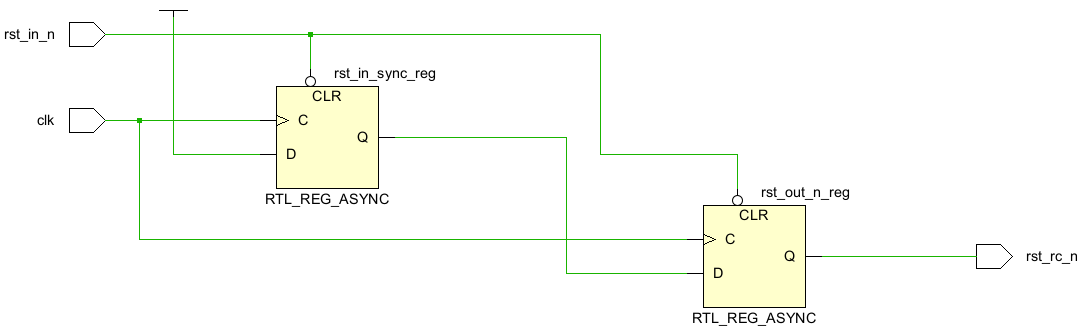 rst_in_n
rst_in_sync_reg
CLR
clk
C
Q
D
RTL_REG_ASYNC
rst_out_n_reg
CLR
C
Q
rst_rc_n
D
RTL_REG_ASYNC